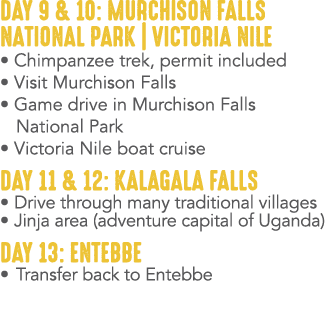 DAY 9 & 10: MURCHISON FALLS
NATIONAL PARK | VICTORIA NILE
• Chimpanzee trek, permit included
• Visit Murchison Falls
• Game drive in Murchison Falls
National Park
• Victoria Nile boat cruise
DAY 11 & 12: KALAGALA FALLS
• Drive through many traditional villages
• Jinja area (adventure capital of Uganda)
DAY 13: ENTEBBE
• Transfer back to Entebbe